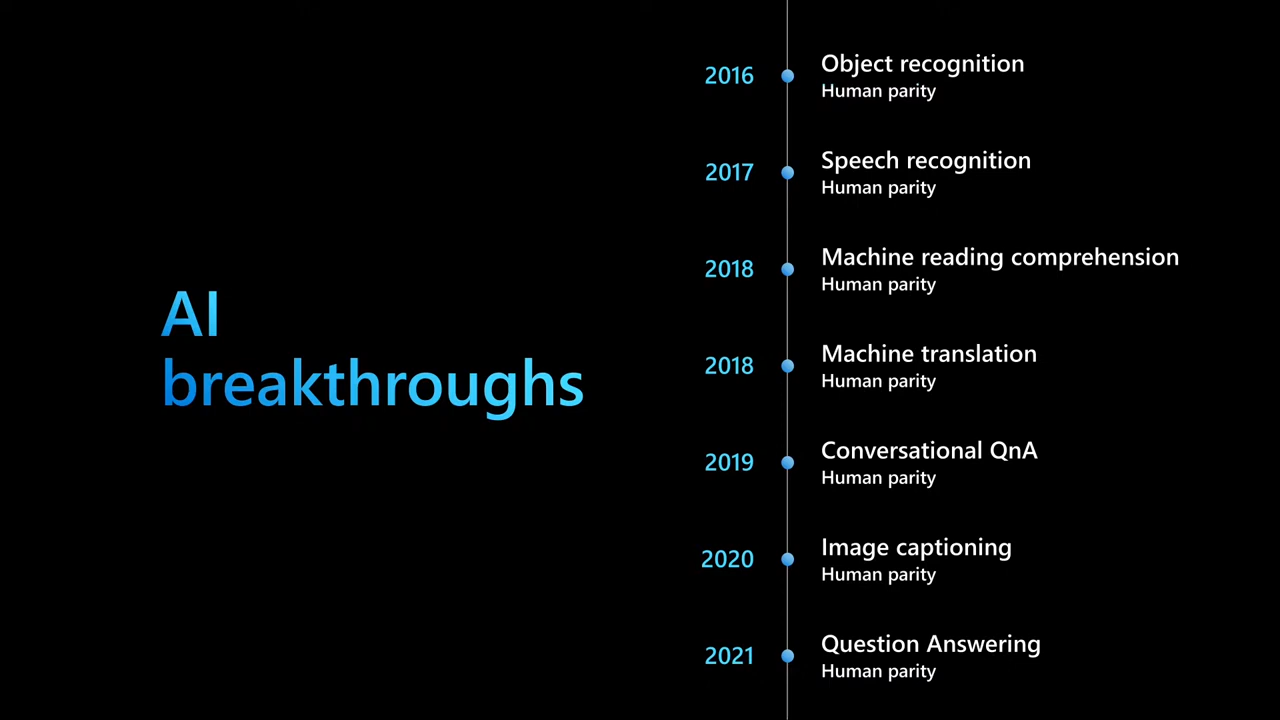 AI
breakthroughs
2016
Object recognition
Human parity
2017
Speech recognition
Human parity
2018
Machine reading comprehension
Human parity
2018
Machine translation
Human parity
2019
Conversational QnA
Human parity
2020
Image captioning
Human parity
2021
Question Answering
Human parity